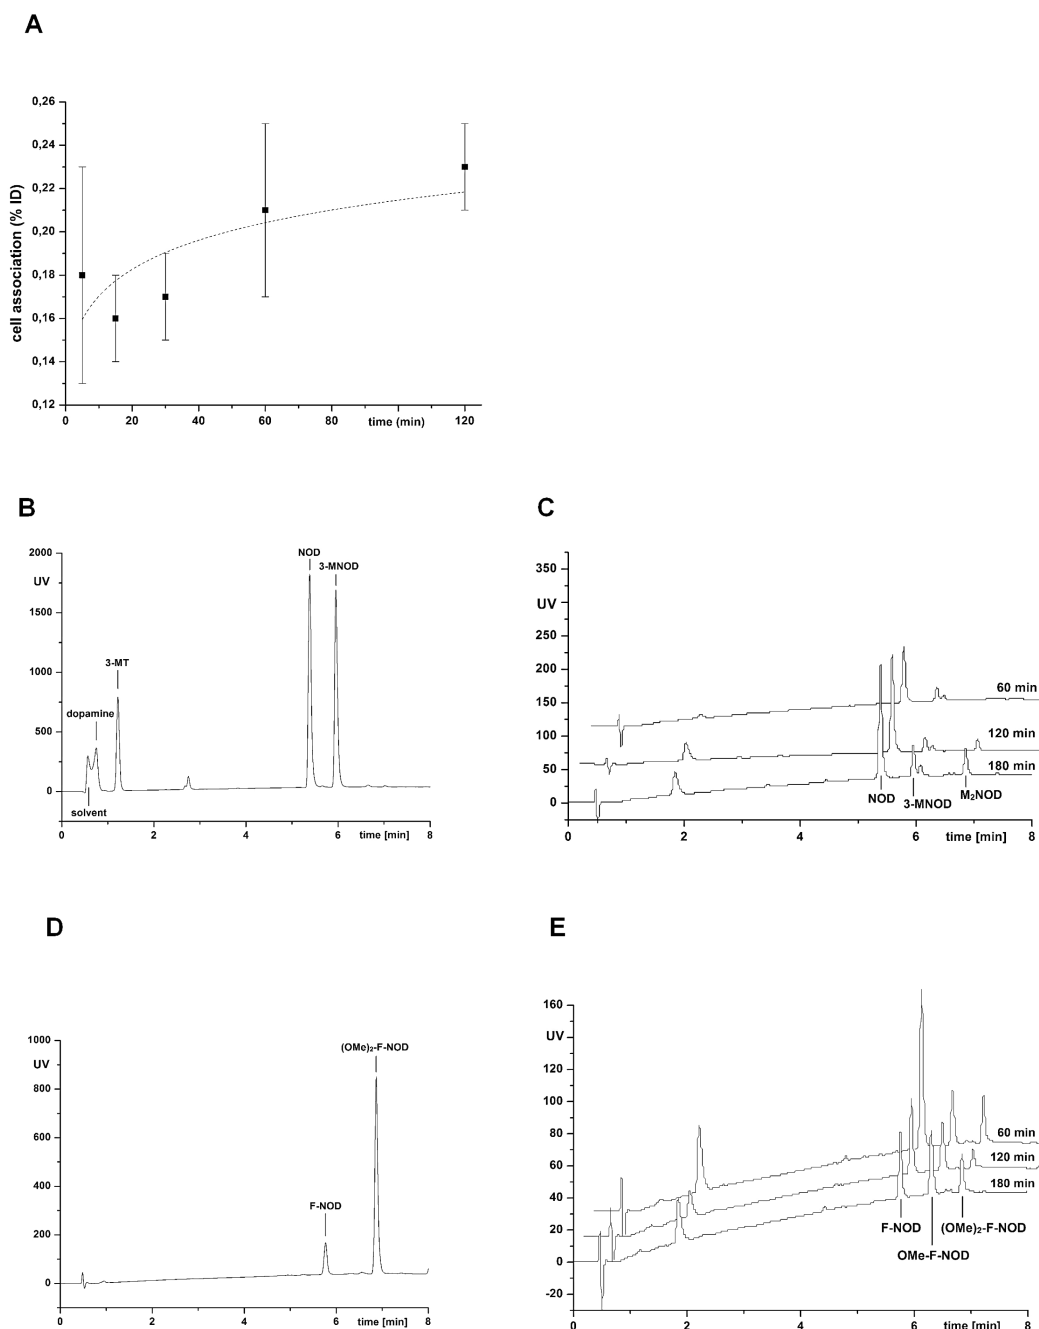 A
0,26
0,24
0,22
0,20
0,18
0,16
0,14
0,12
cell association (% ID)
0 20 40 60 80 time (min) 120
B
2000
UV
1500
1000
500
0
NOD
3-MNOD
3-MT
dopamine
solvent
0 2 4 6 time [min] 8
C
350
UV
250
200
150
100
50
0
60 min
120 min
180 min
NOD
3-MNOD
M₂NOD
0 2 4 6 time [min] 8
D
1000
UV
800
600
400
200
0
(OMe)₂-F-NOD
F-NOD
0 2 4 6 time [min] 8
E
160
UV
120
100
80
60
40
20
0
-20
60 min
120 min
180 min
F-NOD
(OMe)₂-F-NOD
OMe-F-NOD
0 2 4 6 time [min] 8